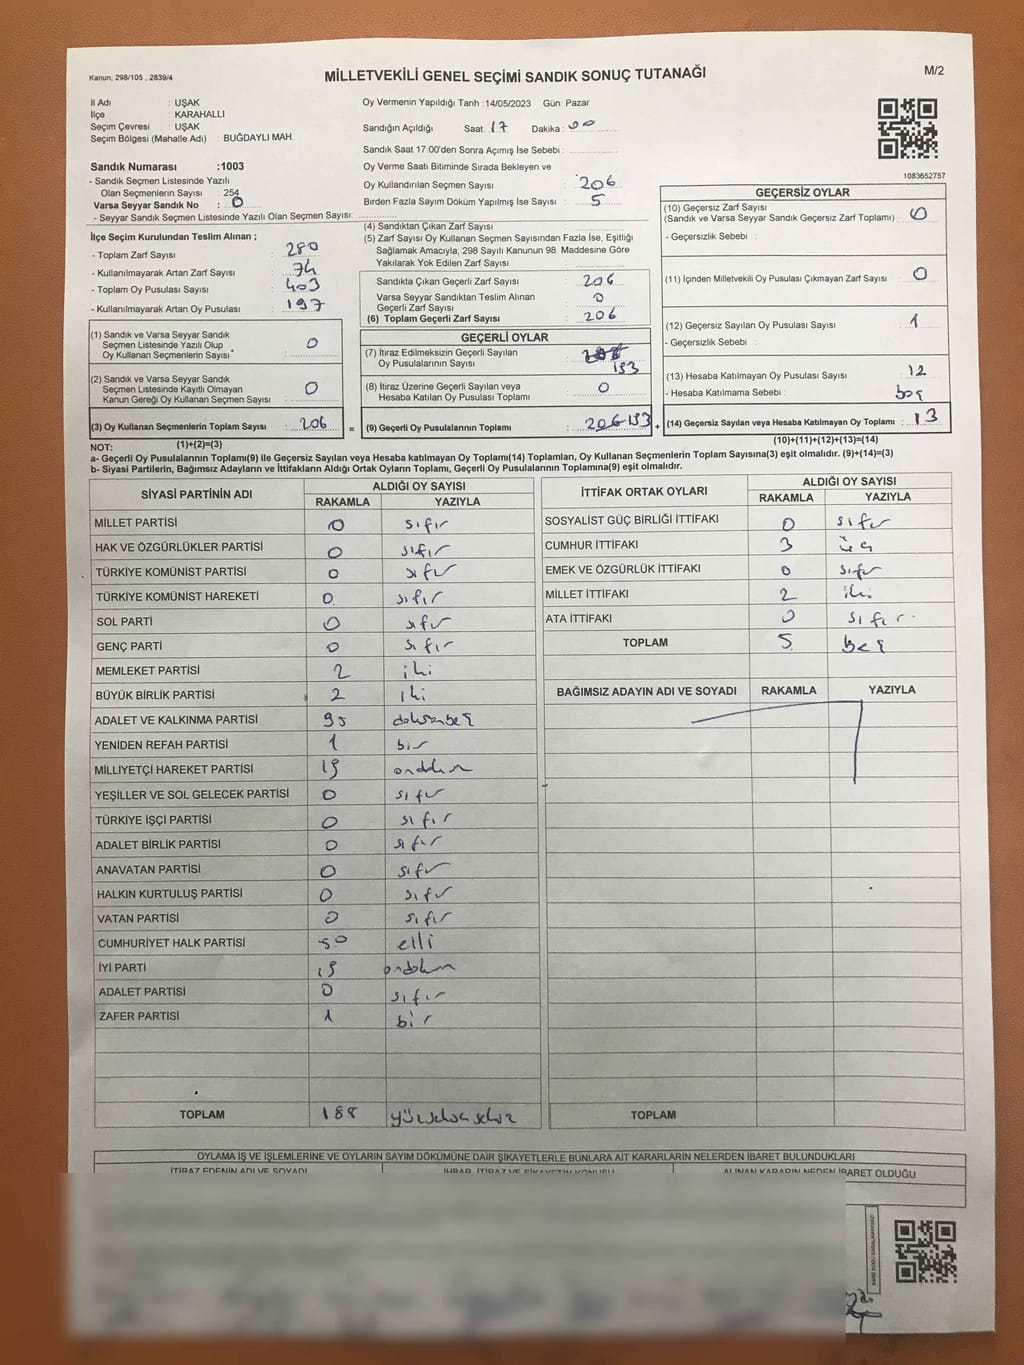 Kanun, 298/105 , 2839/4
MİLLETVEKİLİ GENEL SEÇİMİ SANDIK SONUÇ TUTANAĞI
M/2
İl Adı : UŞAK
İlçe : KARAHALLI
Seçim Çevresi : UŞAK
Seçim Bölgesi (Mahalle Adı) : BUĞDAYLI MAH.
Sandık Numarası :1003
- Sandık Seçmen Listesinde Yazılı
Olan Seçmenlerin Sayısı : 254
Varsa Seyyar Sandık No : 0
- Seyyar Sandık Seçmen Listesinde Yazılı Olan Seçmen Sayısı:
Oy Vermenin Yapıldığı Tarih :14/05/2023 Gün: Pazar
Sandığın Açıldığı Saat: 17 Dakika: 00
Sandık Saat 17:00'den Sonra Açımış İse Sebebi :
Oy Verme Saati Bitiminde Sırada Bekleyen ve
Oy Kullandırılan Seçmen Sayısı : 206
Birden Fazla Sayım Döküm Yapılmış İse Sayısı : 5
1083652757
İlçe Seçim Kurulundan Teslim Alınan ;
- Toplam Zarf Sayısı : 280
- Kullanılmayarak Artan Zarf Sayısı : 74
- Toplam Oy Pusulası Sayısı : 403
- Kullanılmayarak Artan Oy Pusulası : 197
(4) Sandıktan Çıkan Zarf Sayısı :
(5) Zarf Sayısı Oy Kullanan Seçmen Sayısından Fazla İse, Eşitliği
Sağlamak Amacıyla; 298 Sayılı Kanunun 98. Maddesine Göre
Yakılarak Yok Edilen Zarf Sayısı :
Sandıkta Çıkan Geçerli Zarf Sayısı : 206
Varsa Seyyar Sandıktan Teslim Alınan
Geçerli Zarf Sayısı : 0
(6) Toplam Geçerli Zarf Sayısı : 206
GEÇERSİZ OYLAR
(10) Geçersiz Zarf Sayısı
(Sandık ve Varsa Seyyar Sandık Geçersiz Zarf Toplamı) : 0
- Geçersizlik Sebebi :
(11) İçinden Milletvekili Oy Pusulası Çıkmayan Zarf Sayısı : 0
(12) Geçersiz Sayılan Oy Pusulası Sayısı : 1
- Geçersizlik Sebebi :
(13) Hesaba Katılmayan Oy Pusulası Sayısı : 12
- Hesaba Katılmama Sebebi : boş
(14) Geçersiz Sayılan veya Hesaba Katılmayan Oy Toplamı : 13
(10)+(11)+(12)+(13)=(14)
(1) Sandık ve Varsa Seyyar Sandık
Seçmen Listesinde Yazılı Olup
Oy Kullanan Seçmenlerin Sayısı : 0
(2) Sandık ve Varsa Seyyar Sandık
Seçmen Listesinde Kayıtlı Olmayan
Kanun Gereği Oy Kullanan Seçmen Sayısı : 0
(3) Oy Kullanan Seçmenlerin Toplam Sayısı : 206
(1)+(2)=(3)
GEÇERLİ OYLAR
(7) İtiraz Edilmeksizin Geçerli Sayılan
Oy Pusulalarının Sayısı : 193
(8) İtiraz Üzerine Geçerli Sayılan veya
Hesaba Katılan Oy Pusulası Toplamı : 0
= (9) Geçerli Oy Pusulalarının Toplamı : 206 193 +
NOT:
a- Geçerli Oy Pusulalarının Toplamı(9) ile Geçersiz Sayılan veya Hesaba katılmayan Oy Toplamı(14) Toplamları, Oy Kullanan Seçmenlerin Toplam Sayısına(3) eşit olmalıdır. (9)+(14)=(3)
b- Siyasi Partilerin, Bağımsız Adayların ve İttifakların Aldığı Ortak Oyların Toplamı, Geçerli Oy Pusulalarının Toplamına(9) eşit olmalıdır.
SİYASİ PARTİNİN ADI ALDIĞI OY SAYISI
RAKAMLA YAZIYLA
MİLLET PARTİSİ 0 sıfır
HAK VE ÖZGÜRLÜKLER PARTİSİ 0 sıfır
TÜRKİYE KOMÜNİST PARTİSİ 0 sıfır
TÜRKİYE KOMÜNİST HAREKETİ 0 sıfır
SOL PARTİ 0 sıfır
GENÇ PARTİ 0 sıfır
MEMLEKET PARTİSİ 2 iki
BÜYÜK BİRLİK PARTİSİ 2 iki
ADALET VE KALKINMA PARTİSİ 95 doksanbeş
YENİDEN REFAH PARTİSİ 1 bir
MİLLİYETÇİ HAREKET PARTİSİ 19 ondokuz
YEŞİLLER VE SOL GELECEK PARTİSİ 0 sıfır
TÜRKİYE İŞÇİ PARTİSİ 0 sıfır
ADALET BİRLİK PARTİSİ 0 sıfır
ANAVATAN PARTİSİ 0 sıfır
HALKIN KURTULUŞ PARTİSİ 0 sıfır
VATAN PARTİSİ 0 sıfır
CUMHURİYET HALK PARTİSİ 50 elli
İYİ PARTİ 19 ondokuz
ADALET PARTİSİ 0 sıfır
ZAFER PARTİSİ 1 bir
TOPLAM 188 yüzseksensekiz
İTTİFAK ORTAK OYLARI ALDIĞI OY SAYISI
RAKAMLA YAZIYLA
SOSYALİST GÜÇ BİRLİĞİ İTTİFAKI 0 sıfır
CUMHUR İTTİFAKI 3 üç
EMEK VE ÖZGÜRLÜK İTTİFAKI 0 sıfır
MİLLET İTTİFAKI 2 iki
ATA İTTİFAKI 0 sıfır
TOPLAM 5 beş
BAĞIMSIZ ADAYIN ADI VE SOYADI RAKAMLA YAZIYLA
TOPLAM
OYLAMA İŞ VE İŞLEMLERİNE VE OYLARIN SAYIM DÖKÜMÜNE DAİR ŞİKAYETLERLE BUNLARA AİT KARARLARIN NELERDEN İBARET BULUNDUKLARI
İTİRAZ EDENİN ADI VE SOYADI İHBAR, İTİRAZ VE ŞİKAYETİN KONUSU ALINAN KARARIN NEDEN İBARET OLDUĞU